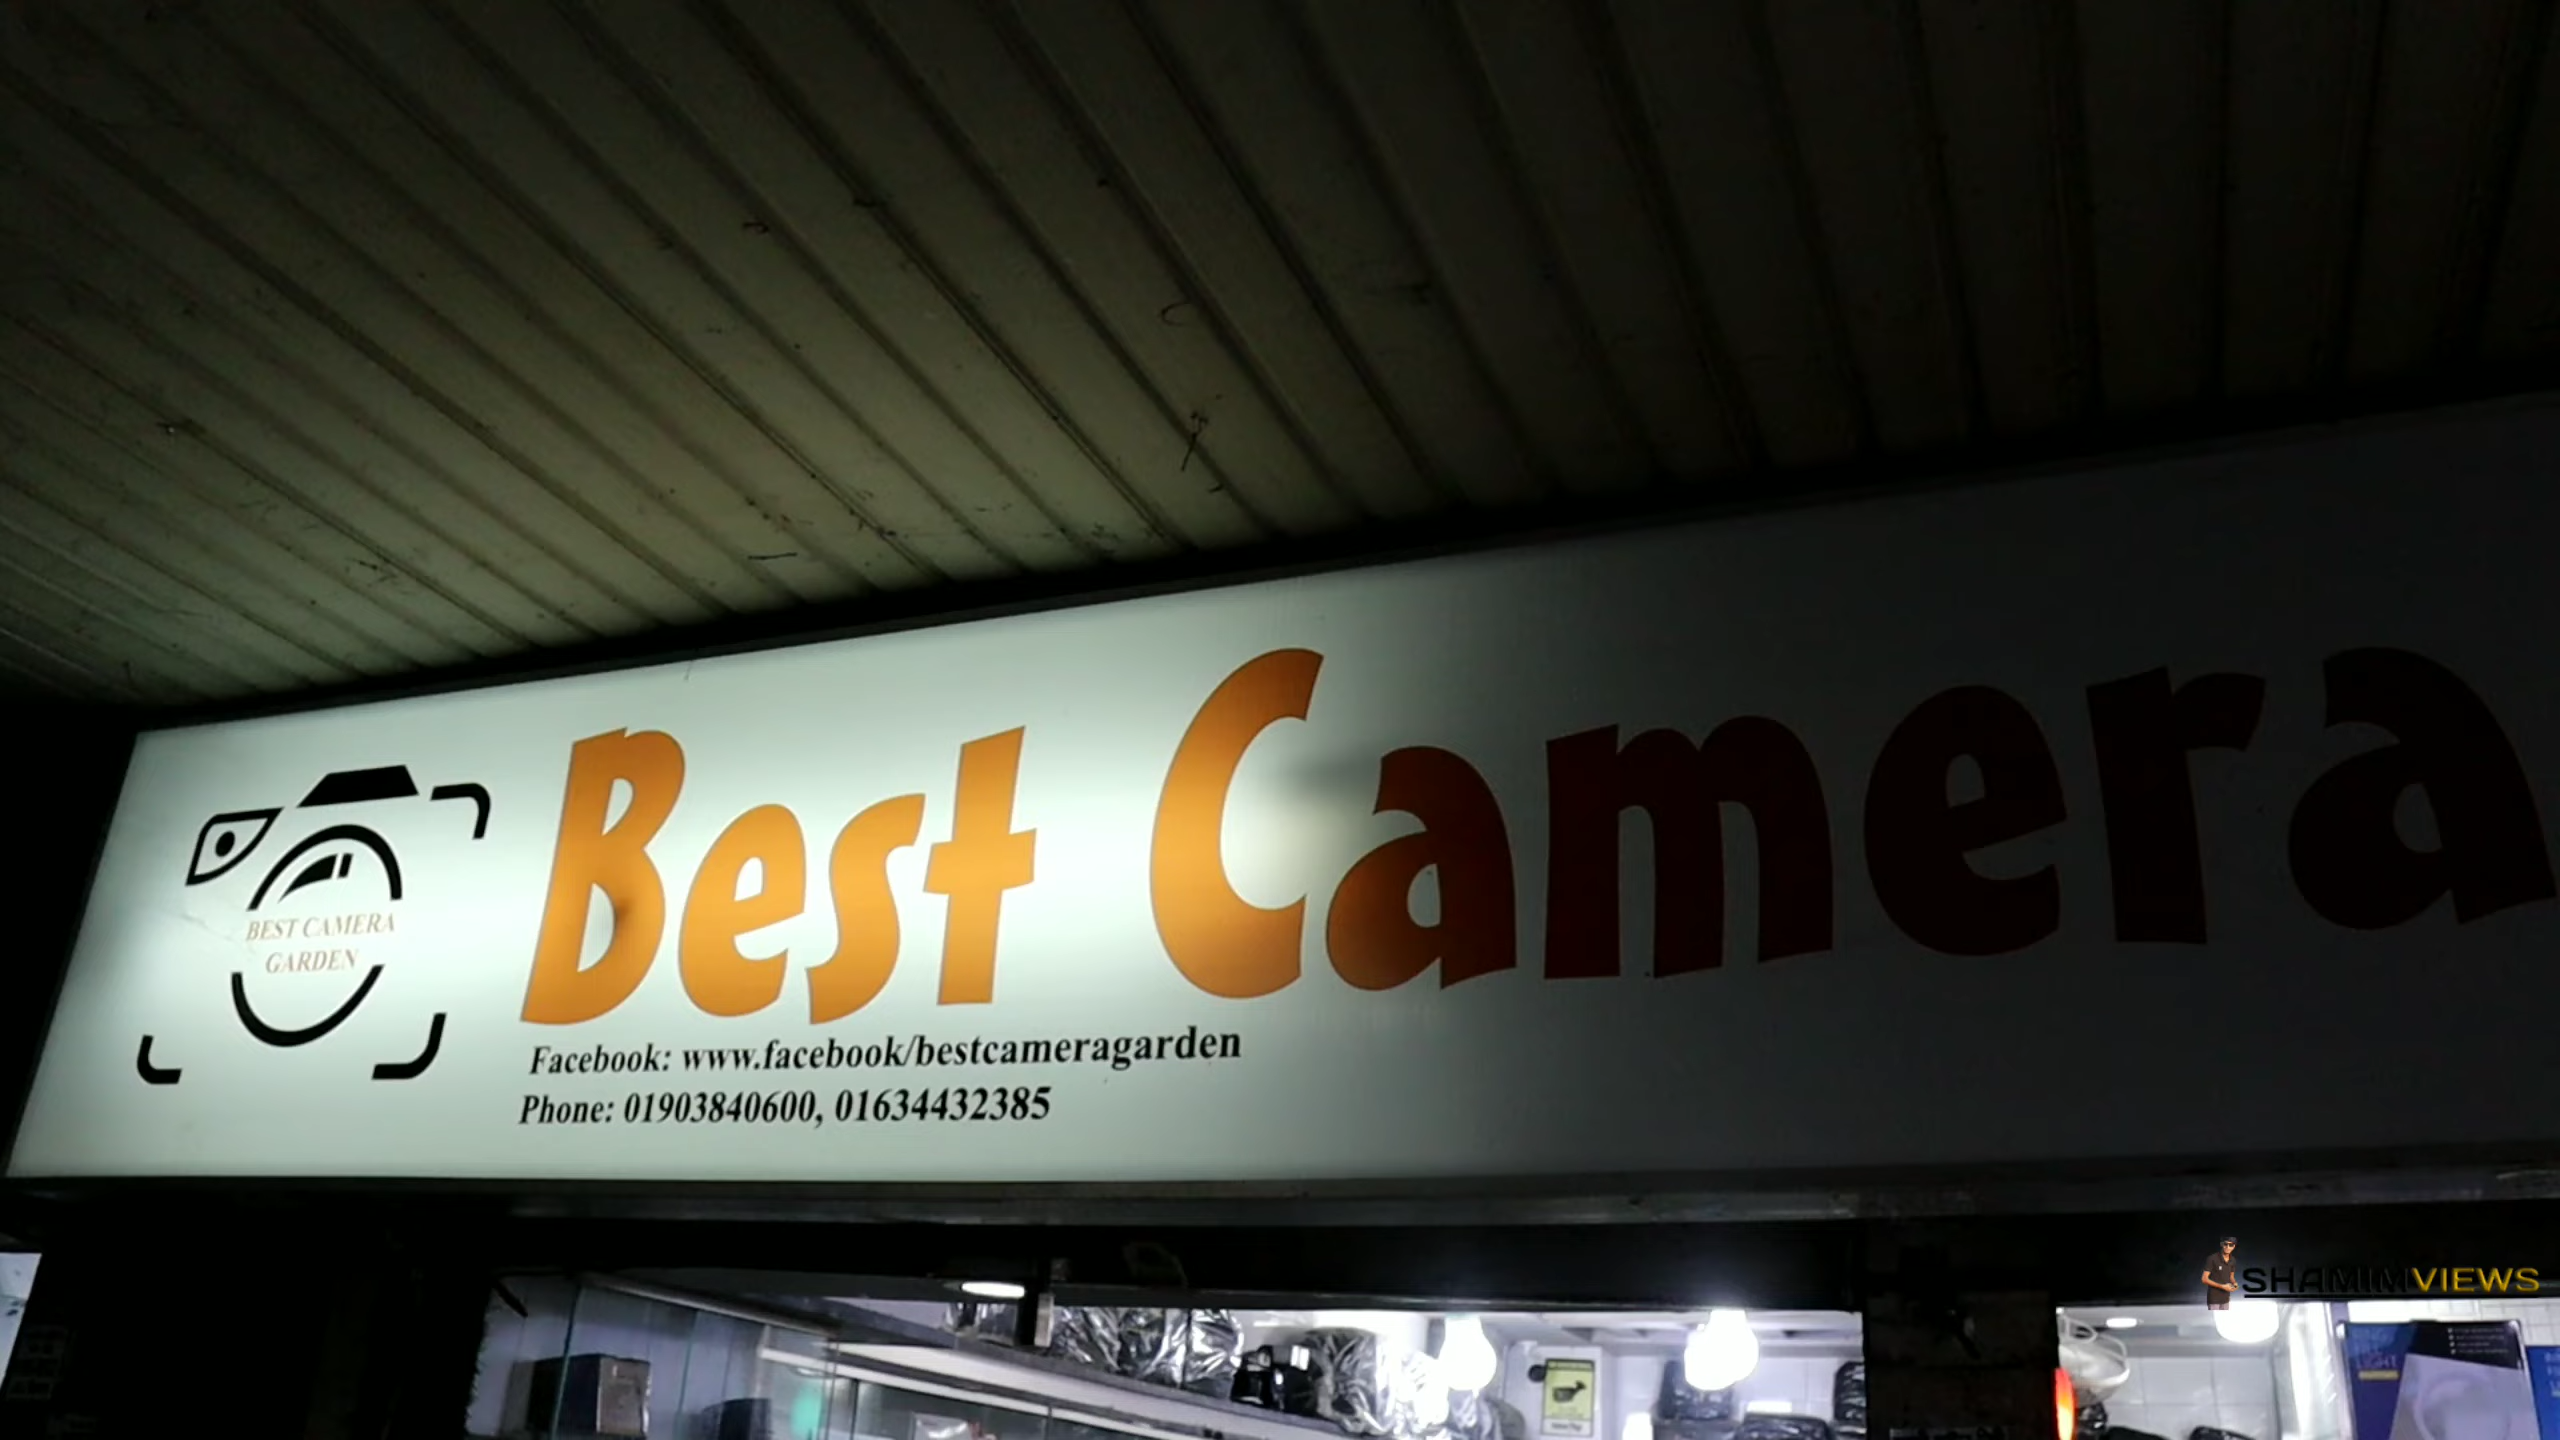 Best Camera
BEST CAMERA
GARDEN
Facebook: www.facebook/bestcameragarden
Phone: 01903840600, 01634432385
SHAMIMVIEWS